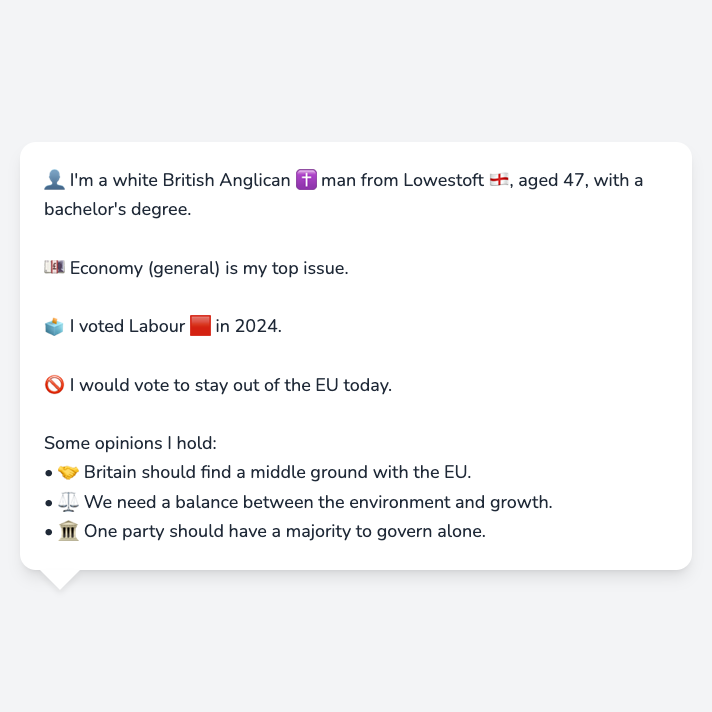 👤 I'm a white British Anglican ✝️ man from Lowestoft 🏴󠁧󠁢󠁥󠁮󠁧󠁿, aged 47, with a
bachelor's degree.
💷 Economy (general) is my top issue.
🗳️ I voted Labour 🟥 in 2024.
🚫 I would vote to stay out of the EU today.
Some opinions I hold:
• 🤝 Britain should find a middle ground with the EU.
• ⚖️ We need a balance between the environment and growth.
• 🏛️ One party should have a majority to govern alone.